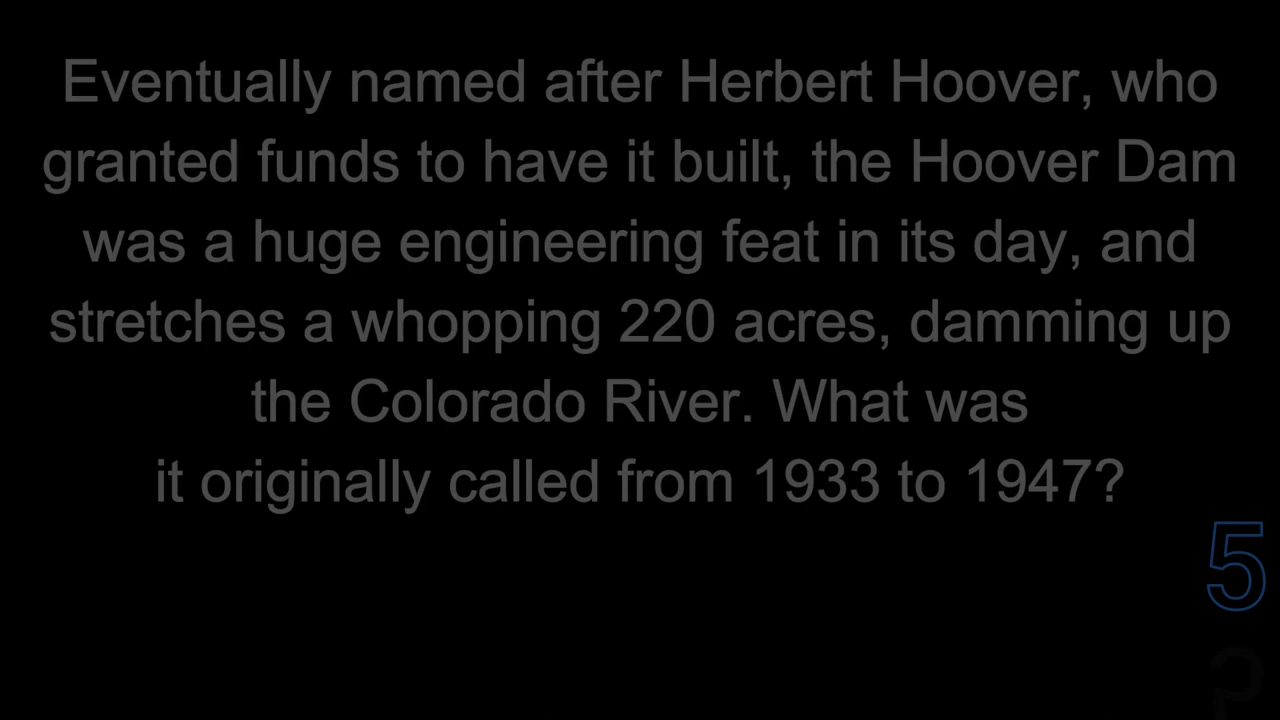 Eventually named after Herbert Hoover, who
granted funds to have it built, the Hoover Dam
was a huge engineering feat in its day, and
stretches a whopping 220 acres, damming up
the Colorado River. What was
it originally called from 1933 to 1947?
5